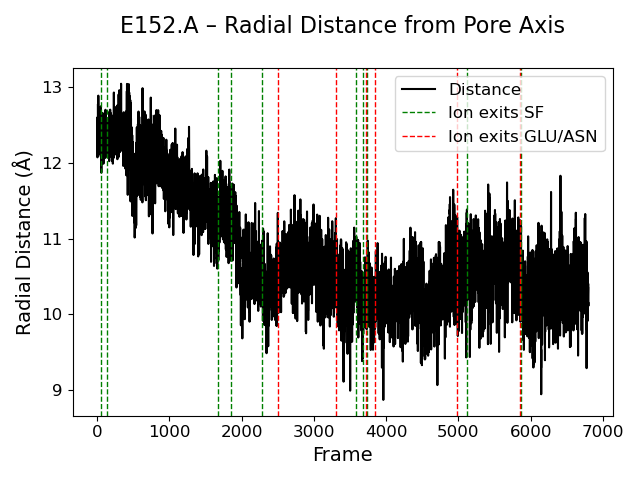 E152.A – Radial Distance from Pore Axis
Distance
Ion exits SF
Ion exits GLU/ASN
Radial Distance (Å)
13
12
11
10
9
0 1000 2000 3000 4000 5000 6000 7000
Frame